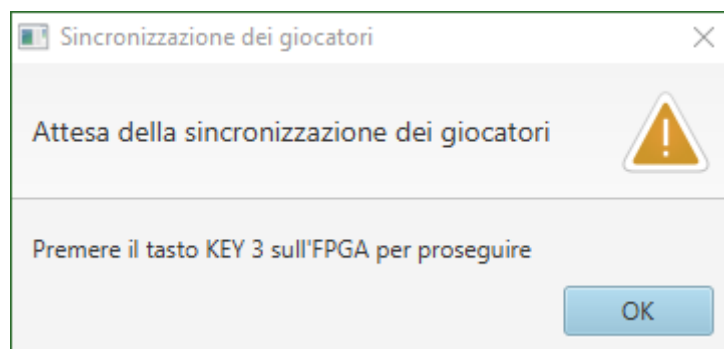 Sincronizzazione dei giocatori
Attesa della sincronizzazione dei giocatori
Premere il tasto KEY 3 sull'FPGA per proseguire
OK